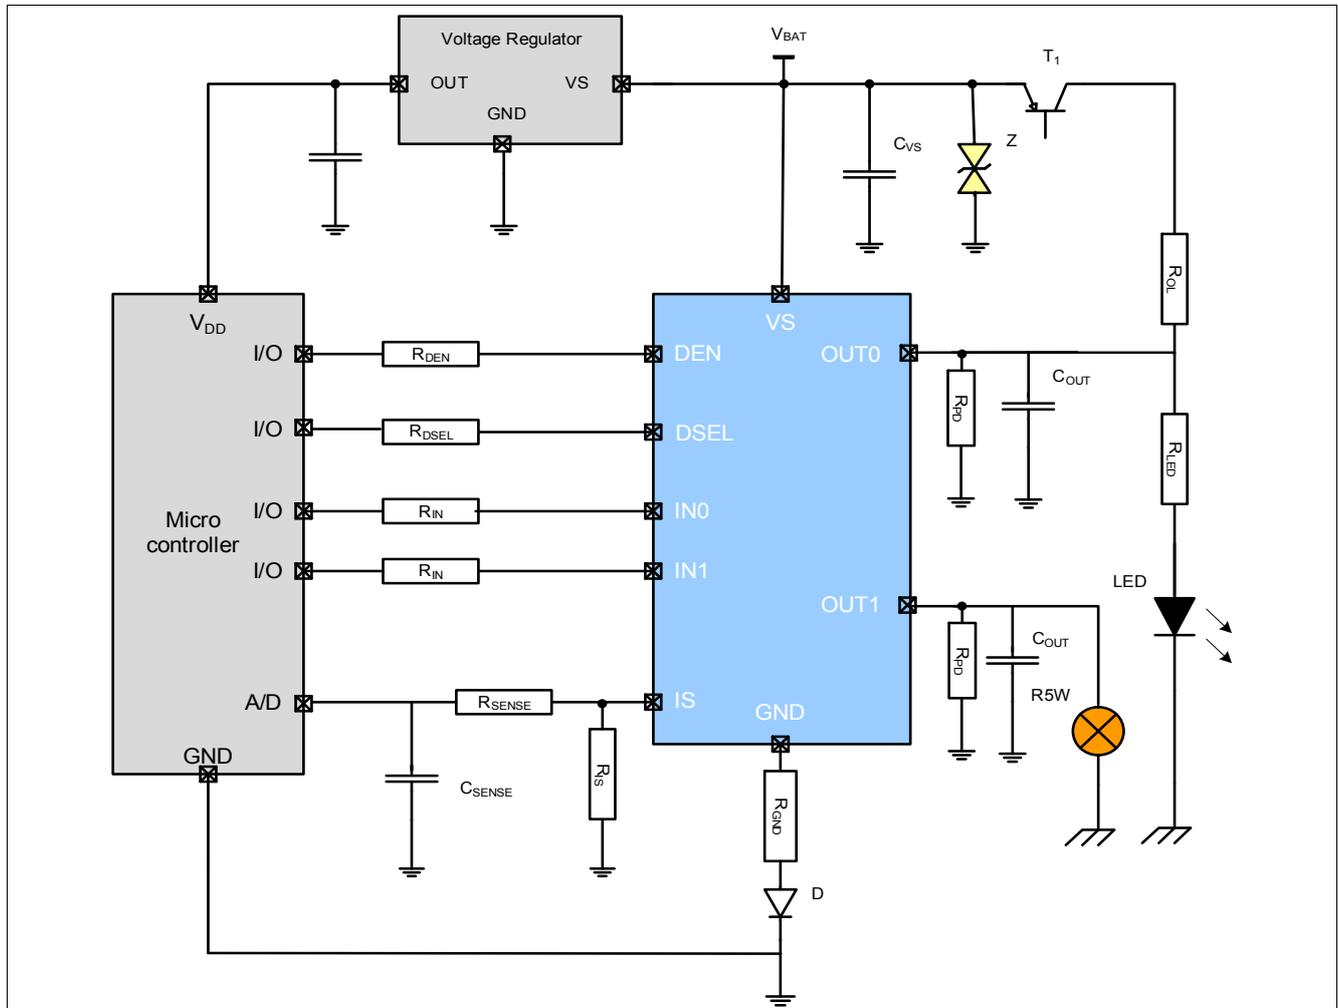 Voltage Regulator
OUT
VS
GND
VBAT
T1
CVS
Z
ROL
VDD
I/O
RDEN
DEN
VS
OUT0
RPD
COUT
I/O
RDSEL
DSEL
RLED
I/O
RIN
IN0
Micro
controller
I/O
RIN
IN1
LED
OUT1
RPD
COUT
R5W
A/D
RSENSE
IS
GND
GND
CSENSE
RIS
RGND
D